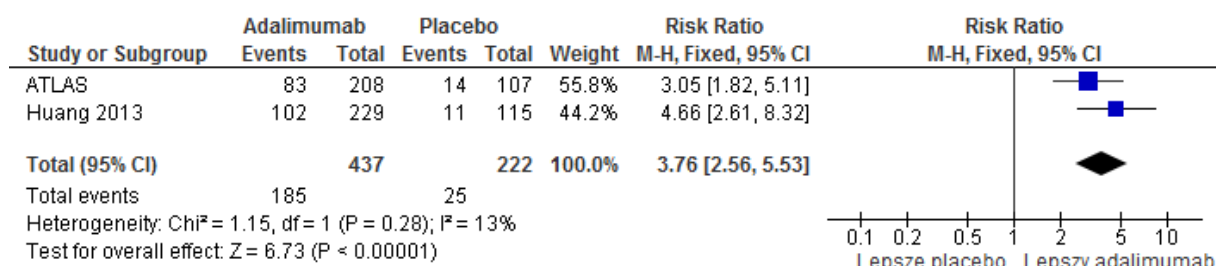 Adalimumab Placebo Risk Ratio Risk Ratio
Study or Subgroup Events Total Events Total Weight M-H, Fixed, 95% CI M-H, Fixed, 95% CI
ATLAS 83 208 14 107 55.8% 3.05 [1.82, 5.11]
Huang 2013 102 229 11 115 44.2% 4.66 [2.61, 8.32]
Total (95% CI) 437 222 100.0% 3.76 [2.56, 5.53]
Total events 185 25
Heterogeneity: Chi² = 1.15, df = 1 (P = 0.28); I² = 13%
Test for overall effect: Z = 6.73 (P < 0.00001)
0.1 0.2 0.5 1 2 5 10
Lepsze placebo Lepszy adalimumab